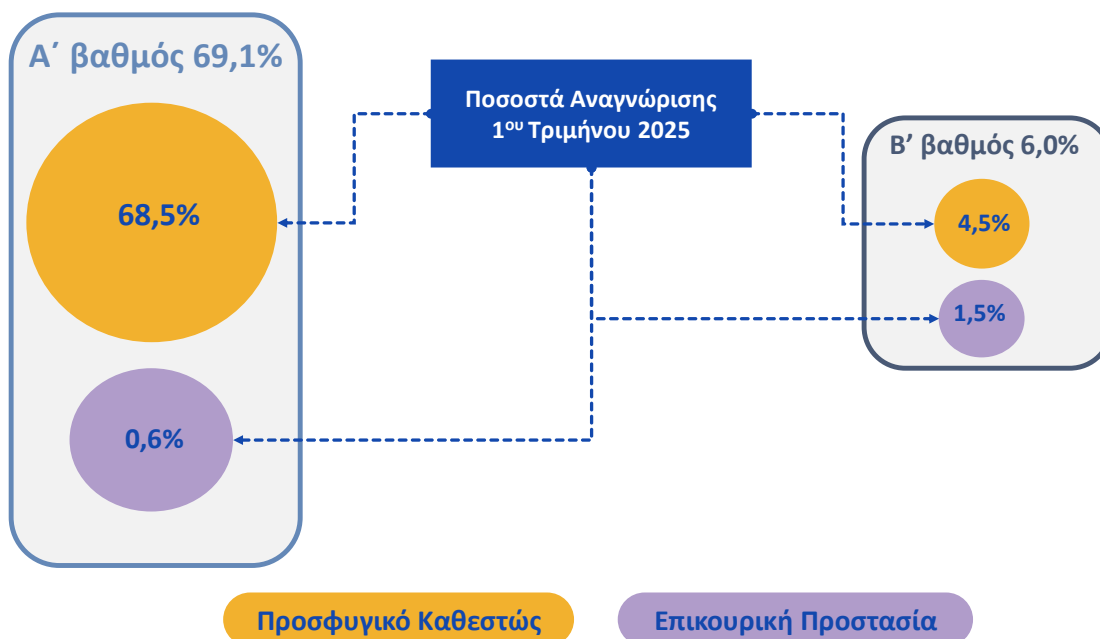 Α΄ βαθμός 69,1%
68,5%
0,6%
Ποσοστά Αναγνώρισης
1ου Τριμήνου 2025
Β’ βαθμός 6,0%
4,5%
1,5%
Προσφυγικό Καθεστώς
Επικουρική Προστασία